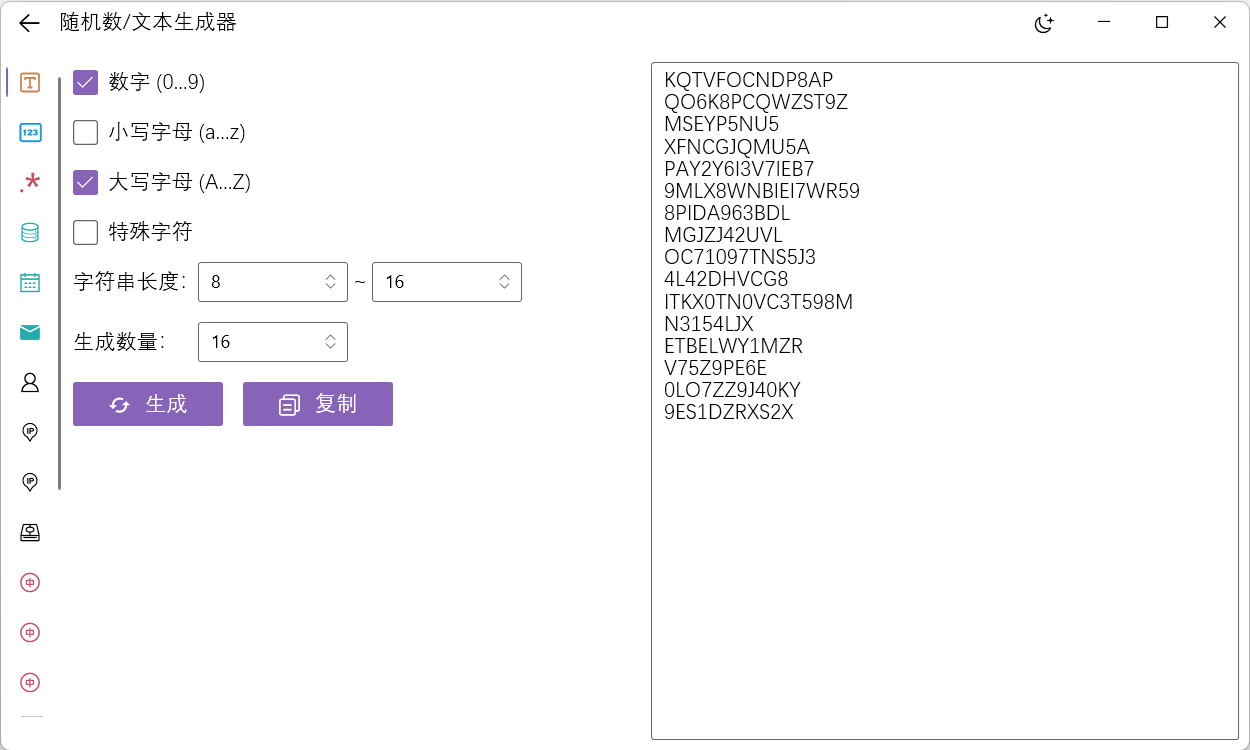 随机数/文本生成器
数字 (0...9)
小写字母 (a...z)
大写字母 (A...Z)
特殊字符
字符串长度： 8 ~ 16
生成数量： 16
生成 复制
KQTVFOCNDP8AP
QO6K8PCQWZST9Z
MSEYP5NU5
XFNCGJQMU5A
PAY2Y6I3V7IEB7
9MLX8WNBIEI7WR59
8PIDA963BDL
MGJZJ42UVL
OC71097TNS5J3
4L42DHVCG8
ITKX0TN0VC3T598M
N3154LJX
ETBELWY1MZR
V75Z9PE6E
0LO7ZZ9J40KY
9ES1DZRXS2X
T
123
.*
IP
IP
中
中
中